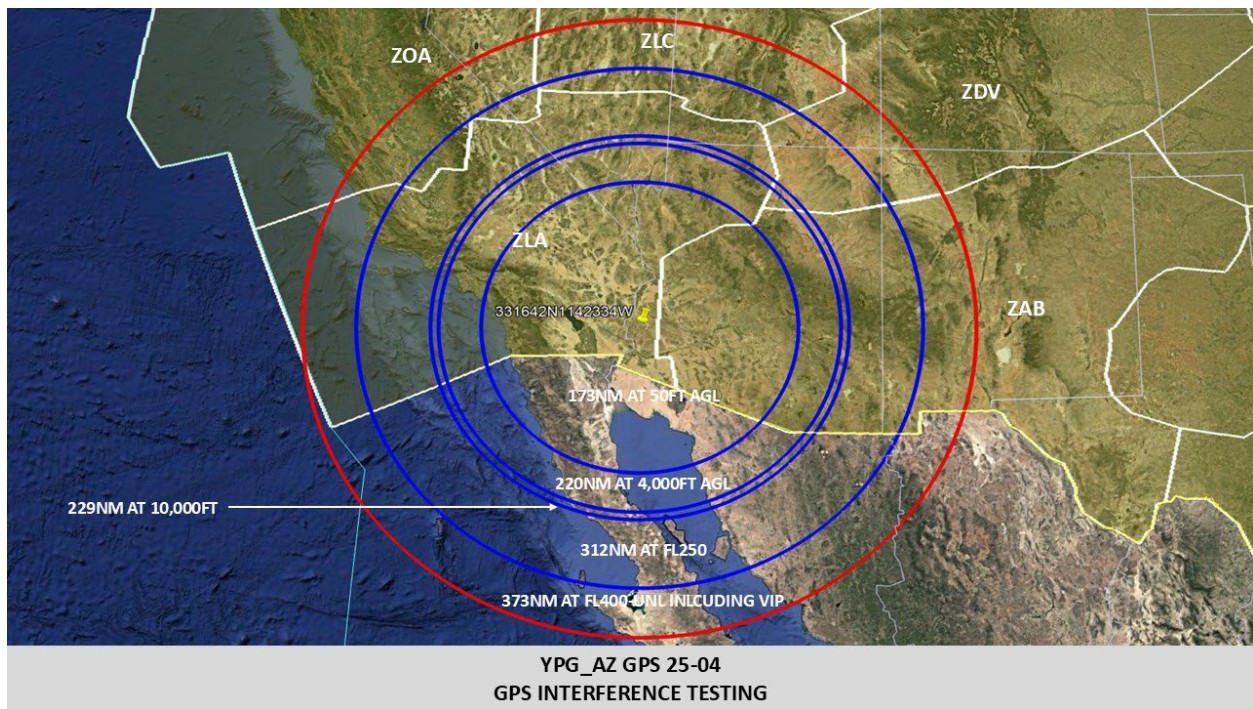 ZLC
ZOA
ZDV
ZLA
331642N1142334W
ZAB
173NM AT 50FT AGL
220NM AT 4,000FT AGL
229NM AT 10,000FT
312NM AT FL250
373NM AT FL400-UNL INLCUDING VIP
YPG_AZ GPS 25-04
GPS INTERFERENCE TESTING